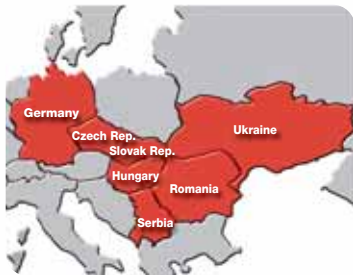 Germany
Czech Rep.
Slovak Rep.
Ukraine
Hungary
Romania
Serbia